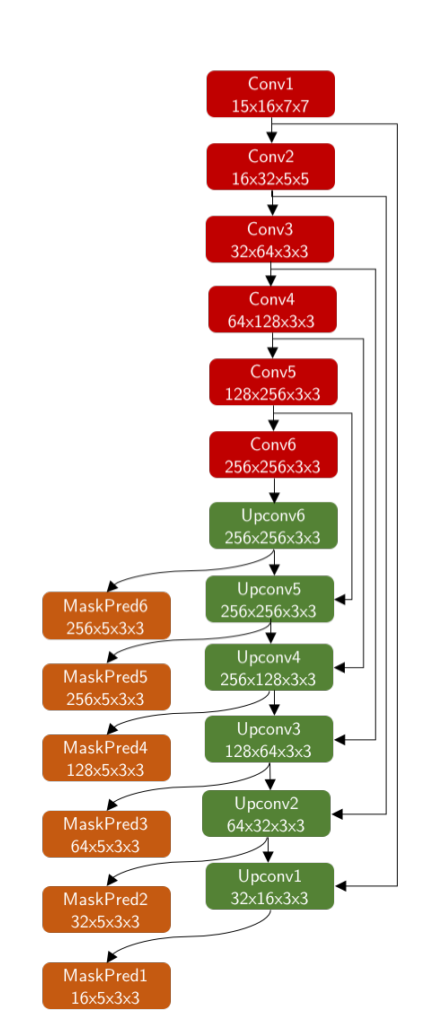 Conv1
15x16x7x7
Conv2
16x32x5x5
Conv3
32x64x3x3
Conv4
64x128x3x3
Conv5
128x256x3x3
Conv6
256x256x3x3
Upconv6
256x256x3x3
Upconv5
256x256x3x3
MaskPred6
256x5x3x3
Upconv4
256x128x3x3
MaskPred5
256x5x3x3
Upconv3
128x64x3x3
MaskPred4
128x5x3x3
Upconv2
64x32x3x3
MaskPred3
64x5x3x3
Upconv1
32x16x3x3
MaskPred2
32x5x3x3
MaskPred1
16x5x3x3